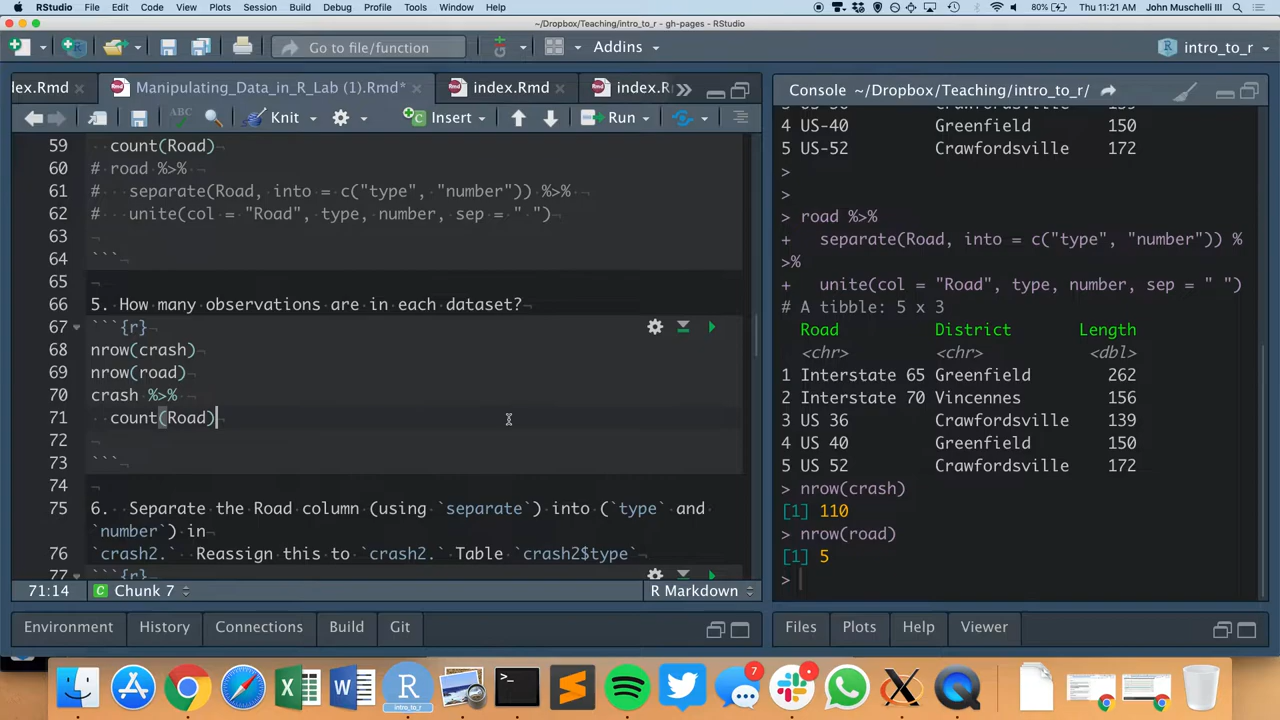 RStudio File Edit Code View Plots Session Build Debug Profile Tools Window Help 80% Thu 11:21 AM John Muschelli III
~/Dropbox/Teaching/intro_to_r - gh-pages - RStudio
Go to file/function Addins intro_to_r
lex.Rmd Manipulating_Data_in_R_Lab (1).Rmd* index.Rmd index.R
Knit Insert Run
59 count(Road)
60 # road %>%
61 # separate(Road, into = c("type", "number")) %>%
62 # unite(col = "Road", type, number, sep = " ")
63
64 ```
65
66 5. How many observations are in each dataset?
67 ```{r}
68 nrow(crash)
69 nrow(road)
70 crash %>%
71 count(Road)
72
73 ```
74
75 6. Separate the Road column (using `separate`) into (`type` and
`number`) in
76 `crash2.` Reassign this to `crash2.` Table `crash2$type`
77 ```{r}
71:14 Chunk 7 R Markdown
Environment History Connections Build Git
Console ~/Dropbox/Teaching/intro_to_r/
4 US-40 Greenfield 150
5 US-52 Crawfordsville 172
>
>
> road %>%
+ separate(Road, into = c("type", "number")) %
>%
+ unite(col = "Road", type, number, sep = " ")
# A tibble: 5 x 3
Road District Length
<chr> <chr> <dbl>
1 Interstate 65 Greenfield 262
2 Interstate 70 Vincennes 156
3 US 36 Crawfordsville 139
4 US 40 Greenfield 150
5 US 52 Crawfordsville 172
> nrow(crash)
[1] 110
> nrow(road)
[1] 5
>
Files Plots Help Viewer
R
intro_to_r
7